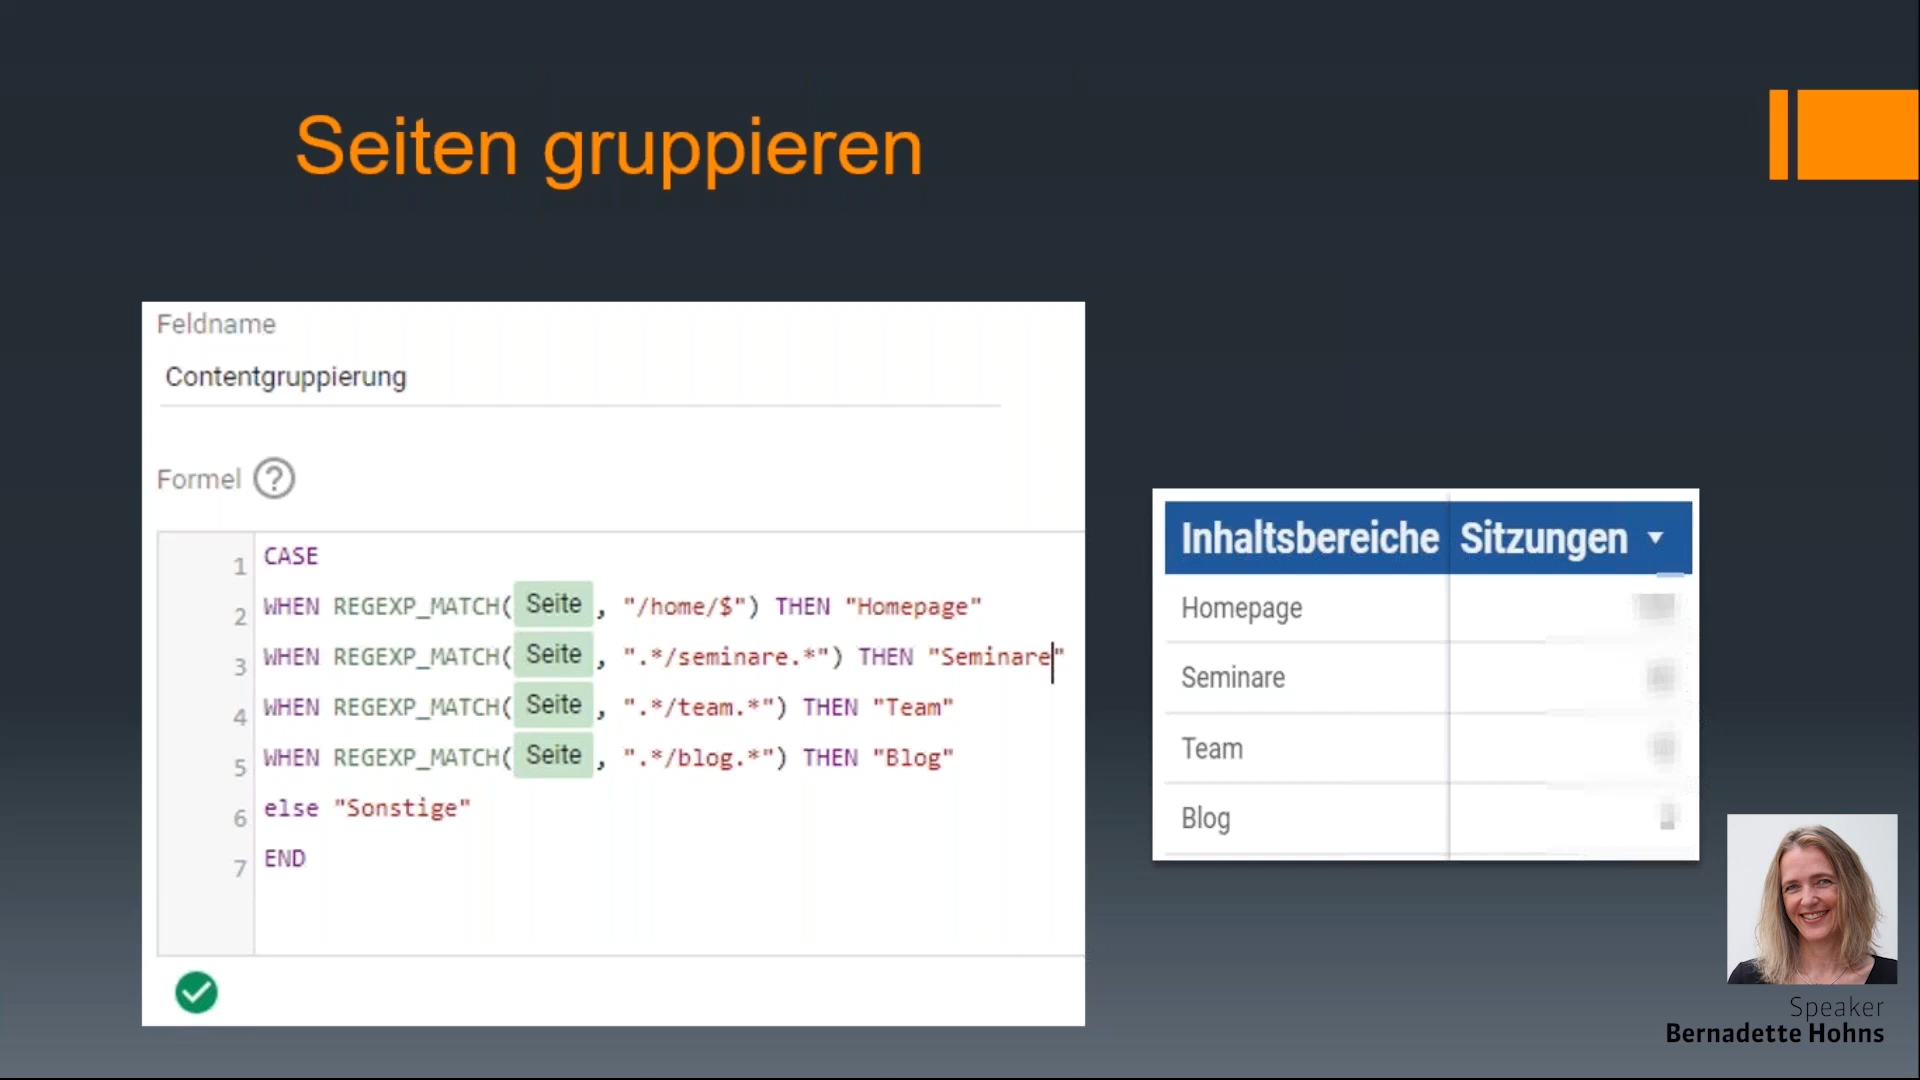 Seiten gruppieren
Feldname
Contentgruppierung
Formel ?
1 CASE
2 WHEN REGEXP_MATCH( Seite , "/home/$") THEN "Homepage"
3 WHEN REGEXP_MATCH( Seite , ".*/seminare.*") THEN "Seminare"
4 WHEN REGEXP_MATCH( Seite , ".*/team.*") THEN "Team"
5 WHEN REGEXP_MATCH( Seite , ".*/blog.*") THEN "Blog"
6 else "Sonstige"
7 END
Inhaltsbereiche Sitzungen
Homepage
Seminare
Team
Blog
Speaker
Bernadette Hohns